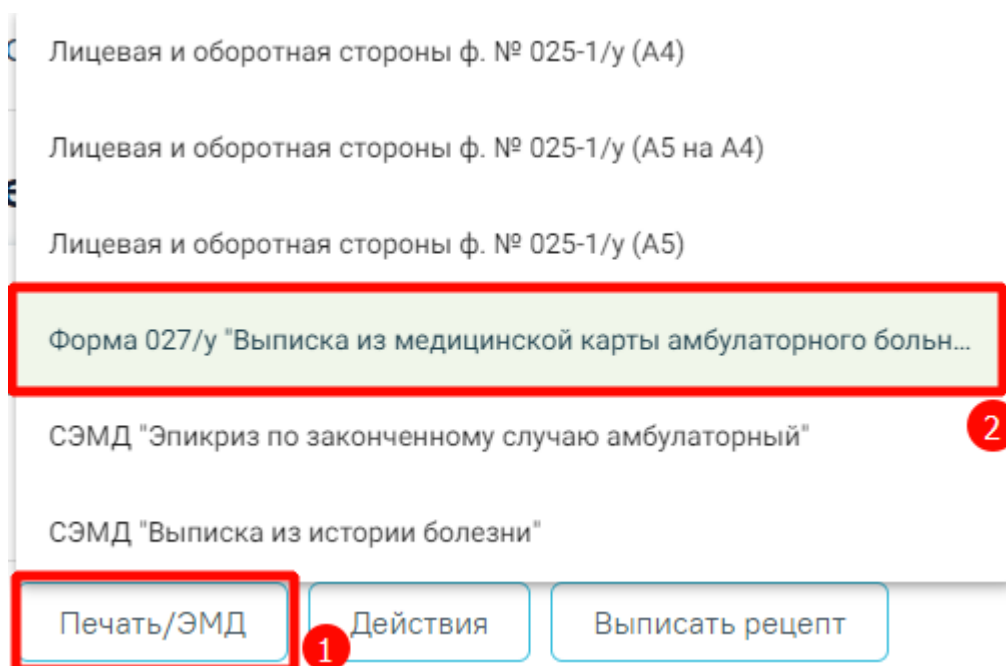 Лицевая и оборотная стороны ф. № 025-1/у (А4)
Лицевая и оборотная стороны ф. № 025-1/у (А5 на А4)
Лицевая и оборотная стороны ф. № 025-1/у (А5)
Форма 027/у "Выписка из медицинской карты амбулаторного больн...
2
СЭМД "Эпикриз по законченному случаю амбулаторный"
СЭМД "Выписка из истории болезни"
Печать/ЭМД
1
Действия
Выписать рецепт